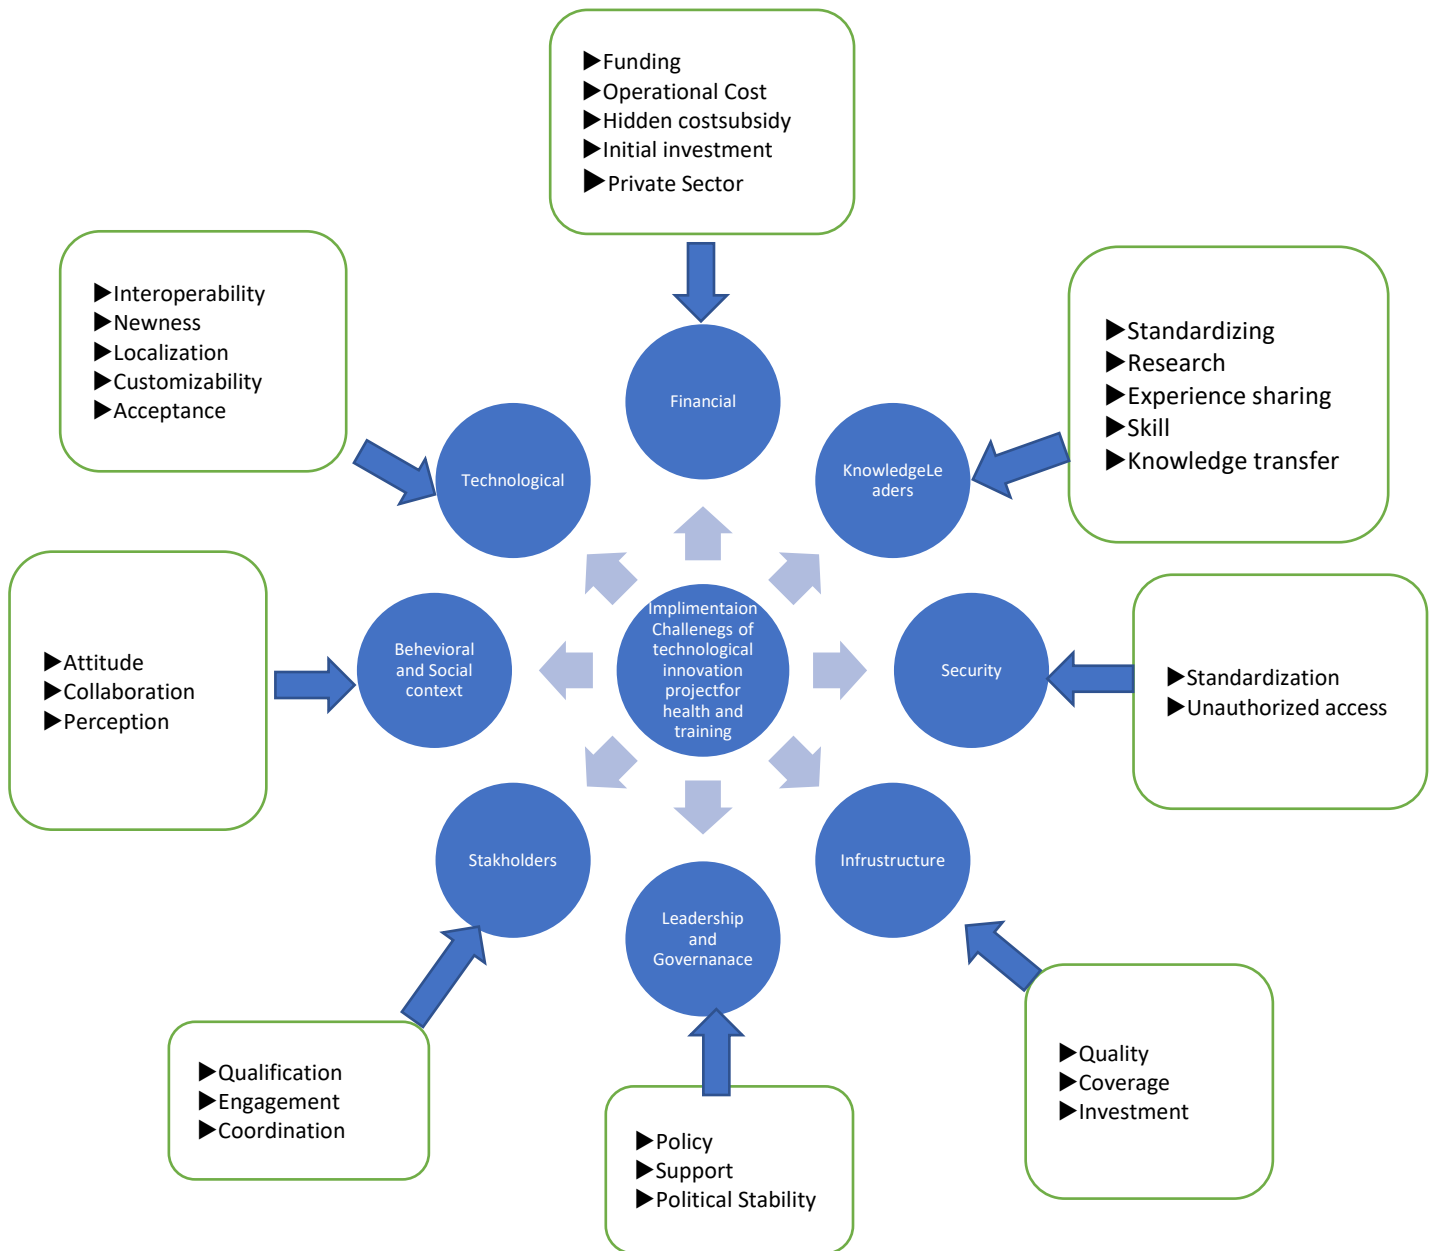 ▶Funding
▶Operational Cost
▶Hidden costsubsidy
▶Initial investment
▶Private Sector
▶Interoperability
▶Newness
▶Localization
▶Customizability
▶Acceptance
▶Standardizing
▶Research
▶Experience sharing
▶Skill
▶Knowledge transfer
Financial
Technological
KnowledgeLe
aders
▶Attitude
▶Collaboration
▶Perception
Behevioral
and Social
context
Implimentaion
Challenegs of
technological
innovation
projectfor
health and
training
Security
▶Standardization
▶Unauthorized access
Stakholders
Leadership
and
Governanace
Infrustructure
▶Qualification
▶Engagement
▶Coordination
▶Policy
▶Support
▶Political Stability
▶Quality
▶Coverage
▶Investment